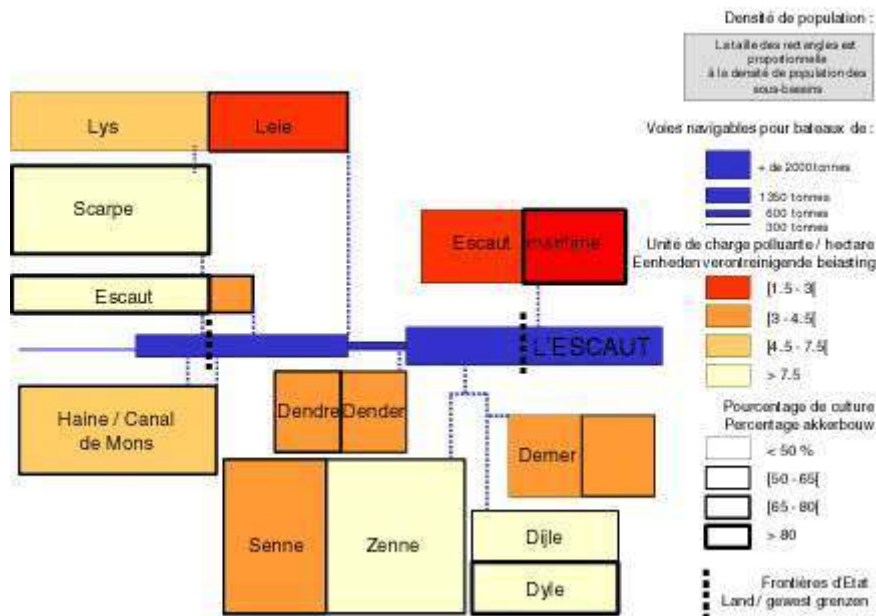 Densité de population :
La taille des rectangles est
proportionnelle
à la densité de population des
sous-bassins
Lys
Leie
Voies navigables pour bateaux de :
+ de 2000 tonnes
1350 tonnes
600 tonnes
300 tonnes
Scarpe
Escaut maritime
Unité de charge polluante / hectare
Eenheden verontreinigende belasting
Escaut
[1.5 - 3[
[3 - 4.5[
[4.5 - 7.5[
> 7.5
L'ESCAUT
Haine / Canal
de Mons
Dendre
Dender
Demer
Pourcentage de culture
Percentage akkerbouw
< 50 %
[50 - 65[
[65 - 80[
> 80
Senne
Zenne
Dijle
Dyle
Frontières d'Etat
Land / gewest grenzen